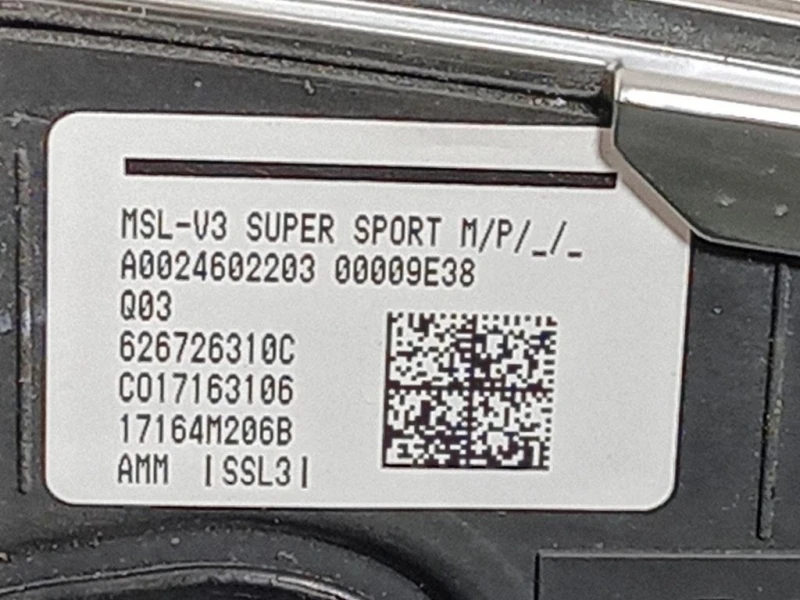 MSL-V3 SUPER SPORT M/P/_/_
A0024602203 00009E38
Q03
626726310C
C017163106
17164M206B
AMM |SSL3|